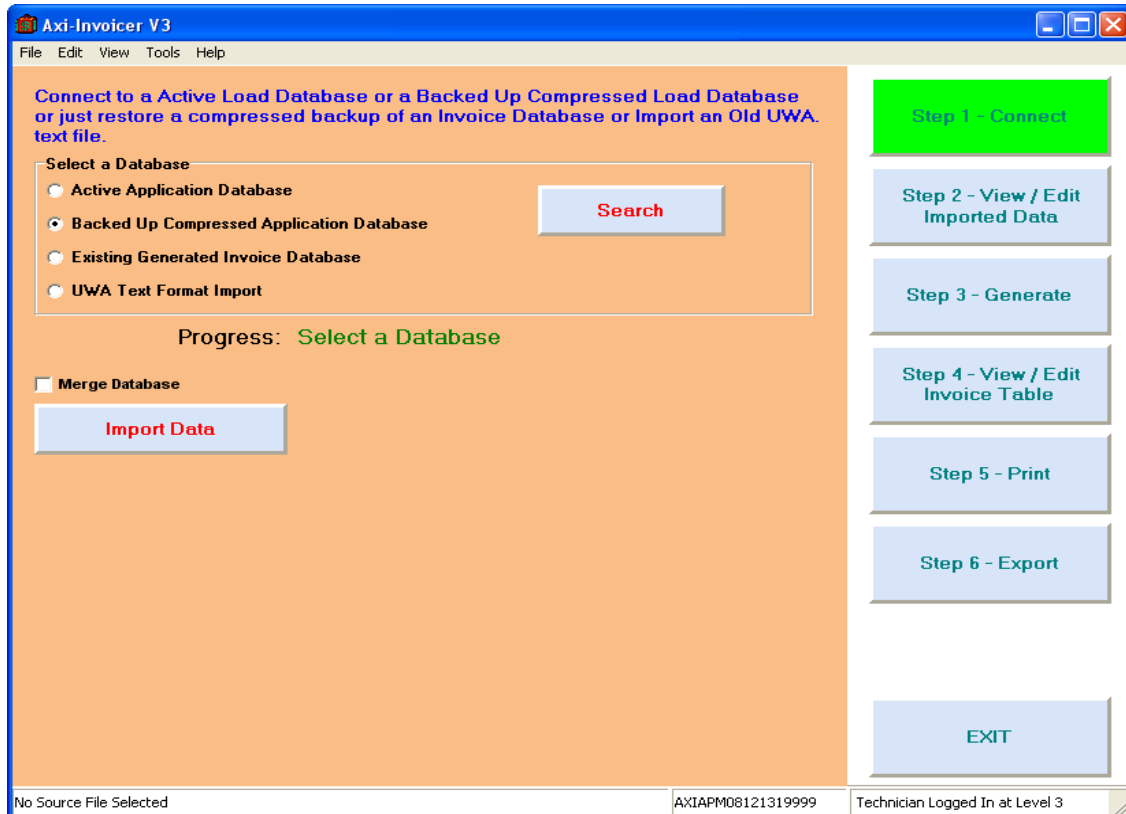 Axi-Invoicer V3
File Edit View Tools Help
Connect to a Active Load Database or a Backed Up Compressed Load Database
or just restore a compressed backup of an Invoice Database or Import an Old UWA.
text file.
Select a Database
Active Application Database
Backed Up Compressed Application Database
Existing Generated Invoice Database
UWA Text Format Import
Search
Progress: Select a Database
Merge Database
Import Data
Step 1 - Connect
Step 2 - View / Edit
Imported Data
Step 3 - Generate
Step 4 - View / Edit
Invoice Table
Step 5 - Print
Step 6 - Export
EXIT
No Source File Selected
AXIAPM08121319999
Technician Logged In at Level 3